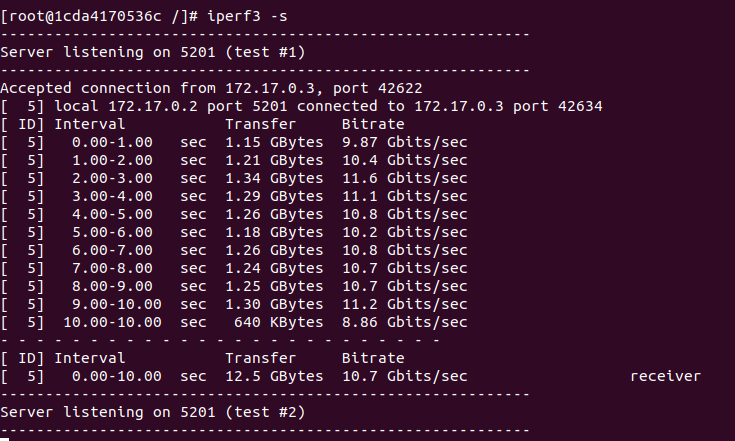 [root@1cda4170536c /]# iperf3 -s
-----------------------------------------------------------
Server listening on 5201 (test #1)
-----------------------------------------------------------
Accepted connection from 172.17.0.3, port 42622
[  5] local 172.17.0.2 port 5201 connected to 172.17.0.3 port 42634
[ ID] Interval           Transfer     Bitrate
[  5]   0.00-1.00   sec  1.15 GBytes  9.87 Gbits/sec
[  5]   1.00-2.00   sec  1.21 GBytes  10.4 Gbits/sec
[  5]   2.00-3.00   sec  1.34 GBytes  11.6 Gbits/sec
[  5]   3.00-4.00   sec  1.29 GBytes  11.1 Gbits/sec
[  5]   4.00-5.00   sec  1.26 GBytes  10.8 Gbits/sec
[  5]   5.00-6.00   sec  1.18 GBytes  10.2 Gbits/sec
[  5]   6.00-7.00   sec  1.26 GBytes  10.8 Gbits/sec
[  5]   7.00-8.00   sec  1.24 GBytes  10.7 Gbits/sec
[  5]   8.00-9.00   sec  1.25 GBytes  10.7 Gbits/sec
[  5]   9.00-10.00  sec  1.30 GBytes  11.2 Gbits/sec
[  5]  10.00-10.00  sec   640 KBytes  8.86 Gbits/sec
- - - - - - - - - - - - - - - - - - - - - - - - -
[ ID] Interval           Transfer     Bitrate
[  5]   0.00-10.00  sec  12.5 GBytes  10.7 Gbits/sec                  receiver
-----------------------------------------------------------
Server listening on 5201 (test #2)
-----------------------------------------------------------